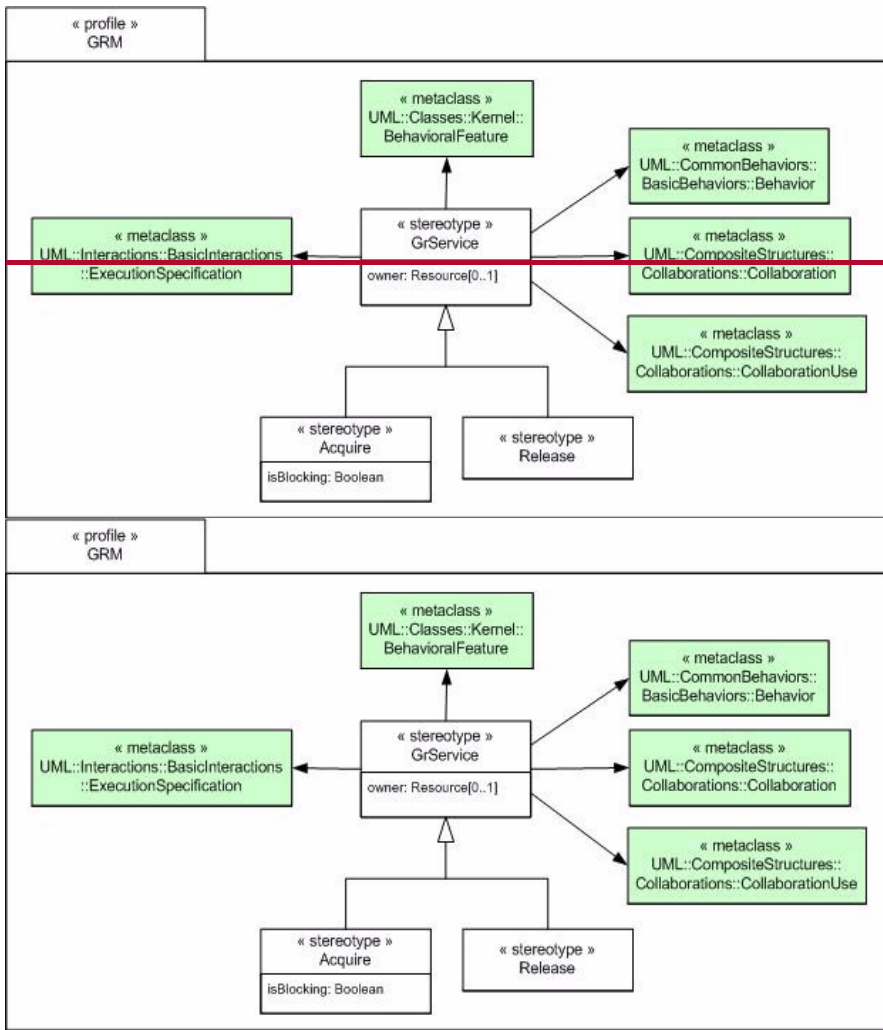 « profile »
GRM
« metaclass »
UML::Classes::Kernel::
BehavioralFeature
« metaclass »
UML::CommonBehaviors::
BasicBehaviors::Behavior
« metaclass »
UML::Interactions::BasicInteractions
::ExecutionSpecification
« stereotype »
GrService
owner: Resource[0..1]
« metaclass »
UML::CompositeStructures::
Collaborations::Collaboration
« metaclass »
UML::CompositeStructures::
Collaborations::CollaborationUse
« stereotype »
Acquire
isBlocking: Boolean
« stereotype »
Release
« profile »
GRM
« metaclass »
UML::Classes::Kernel::
BehavioralFeature
« metaclass »
UML::CommonBehaviors::
BasicBehaviors::Behavior
« metaclass »
UML::Interactions::BasicInteractions
::ExecutionSpecification
« stereotype »
GrService
owner: Resource[0..1]
« metaclass »
UML::CompositeStructures::
Collaborations::Collaboration
« metaclass »
UML::CompositeStructures::
Collaborations::CollaborationUse
« stereotype »
Acquire
isBlocking: Boolean
« stereotype »
Release